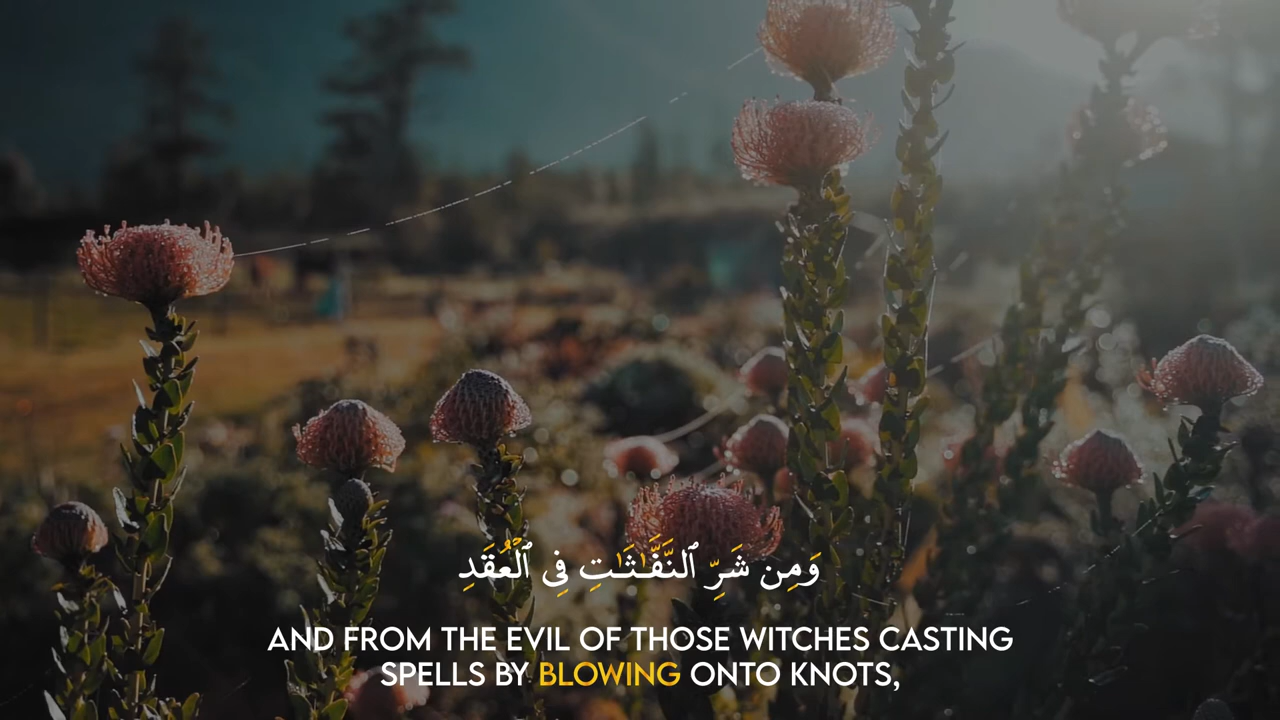 وَمِن شَرِّ ٱلنَّفَّـٰثَـٰتِ فِى ٱلْعُقَدِ
AND FROM THE EVIL OF THOSE WITCHES CASTING
SPELLS BY BLOWING ONTO KNOTS,